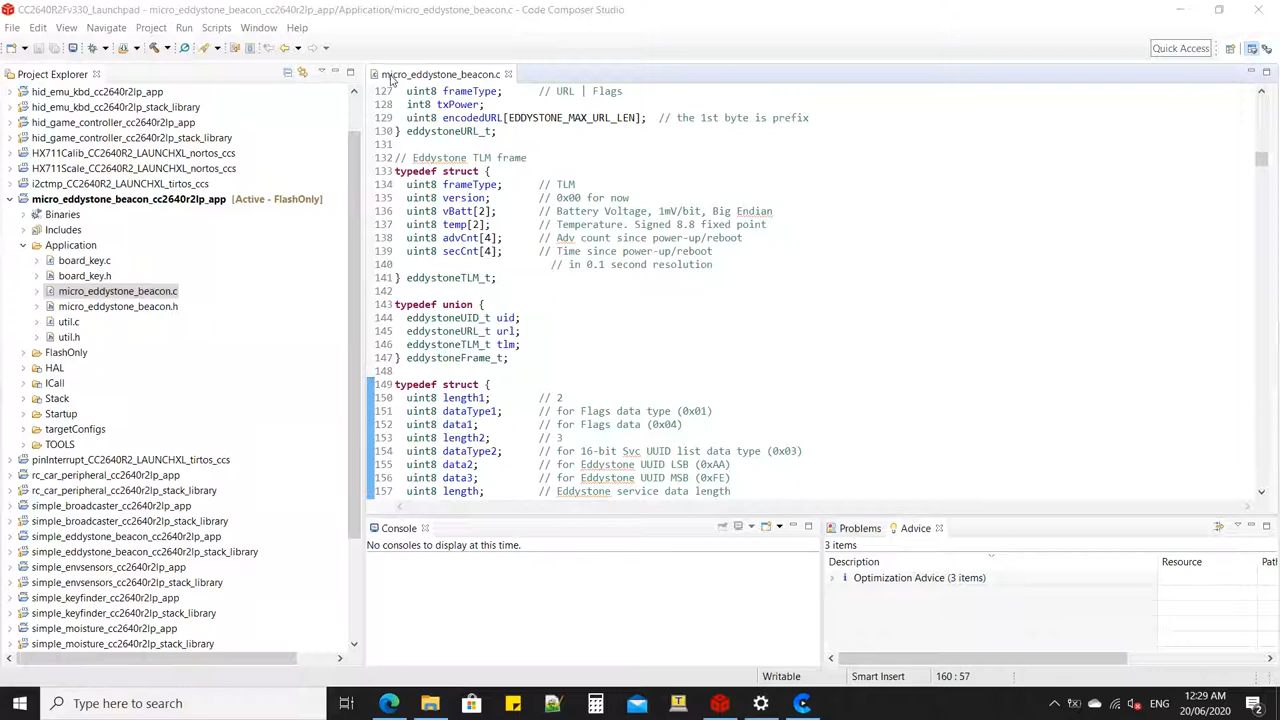 CC2640R2Fv330_Launchpad - micro_eddystone_beacon_cc2640r2lp_app/Application/micro_eddystone_beacon.c - Code Composer Studio
File Edit View Navigate Project Run Scripts Window Help
Quick Access
Project Explorer
hid_emu_kbd_cc2640r2lp_app
hid_emu_kbd_cc2640r2lp_stack_library
hid_game_controller_cc2640r2lp_app
hid_game_controller_cc2640r2lp_stack_library
HX711Calib_CC2640R2_LAUNCHXL_nortos_ccs
HX711Scale_CC2640R2_LAUNCHXL_nortos_ccs
i2ctmp_CC2640R2_LAUNCHXL_tirtos_ccs
micro_eddystone_beacon_cc2640r2lp_app [Active - FlashOnly]
Binaries
Includes
Application
board_key.c
board_key.h
micro_eddystone_beacon.c
micro_eddystone_beacon.h
util.c
util.h
FlashOnly
HAL
ICall
Stack
Startup
targetConfigs
TOOLS
pinInterrupt_CC2640R2_LAUNCHXL_tirtos_ccs
rc_car_peripheral_cc2640r2lp_app
rc_car_peripheral_cc2640r2lp_stack_library
simple_broadcaster_cc2640r2lp_app
simple_broadcaster_cc2640r2lp_stack_library
simple_eddystone_beacon_cc2640r2lp_app
simple_eddystone_beacon_cc2640r2lp_stack_library
simple_envsensors_cc2640r2lp_app
simple_envsensors_cc2640r2lp_stack_library
simple_keyfinder_cc2640r2lp_app
simple_keyfinder_cc2640r2lp_stack_library
simple_moisture_cc2640r2lp_app
simple_moisture_cc2640r2lp_stack_library
micro_eddystone_beacon.c
127 uint8 frameType; // URL | Flags
128 int8 txPower;
129 uint8 encodedURL[EDDYSTONE_MAX_URL_LEN]; // the 1st byte is prefix
130 } eddystoneURL_t;
131
132 // Eddystone TLM frame
133 typedef struct {
134 uint8 frameType; // TLM
135 uint8 version; // 0x00 for now
136 uint8 vBatt[2]; // Battery Voltage, 1mV/bit, Big Endian
137 uint8 temp[2]; // Temperature. Signed 8.8 fixed point
138 uint8 advCnt[4]; // Adv count since power-up/reboot
139 uint8 secCnt[4]; // Time since power-up/reboot
140 // in 0.1 second resolution
141 } eddystoneTLM_t;
142
143 typedef union {
144 eddystoneUID_t uid;
145 eddystoneURL_t url;
146 eddystoneTLM_t tlm;
147 } eddystoneFrame_t;
148
149 typedef struct {
150 uint8 length1; // 2
151 uint8 dataType1; // for Flags data type (0x01)
152 uint8 data1; // for Flags data (0x04)
153 uint8 length2; // 3
154 uint8 dataType2; // for 16-bit Svc UUID list data type (0x03)
155 uint8 data2; // for Eddystone UUID LSB (0xAA)
156 uint8 data3; // for Eddystone UUID MSB (0xFE)
157 uint8 length; // Eddystone service data length
Console
No consoles to display at this time.
Problems Advice
3 items
Description Resource Path
Optimization Advice (3 items)
Writable Smart Insert 160 : 57
Type here to search
ENG
12:29 AM
20/06/2020
2